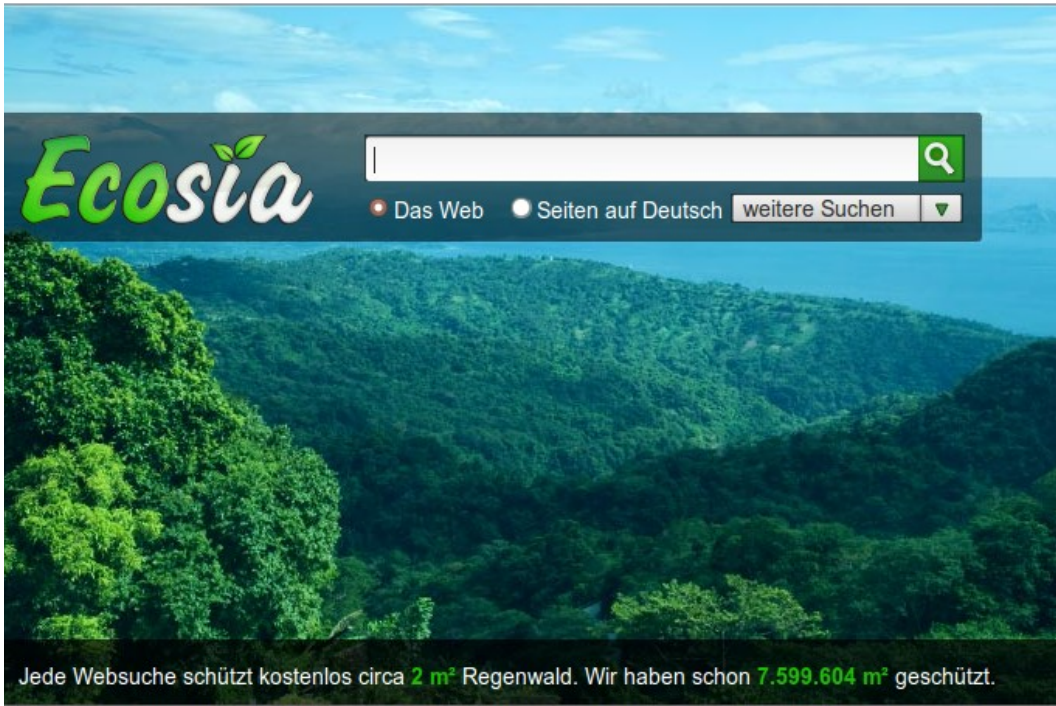 Ecosia
Das Web Seiten auf Deutsch weitere Suchen
Jede Websuche schützt kostenlos circa 2 m² Regenwald. Wir haben schon 7.599.604 m² geschützt.